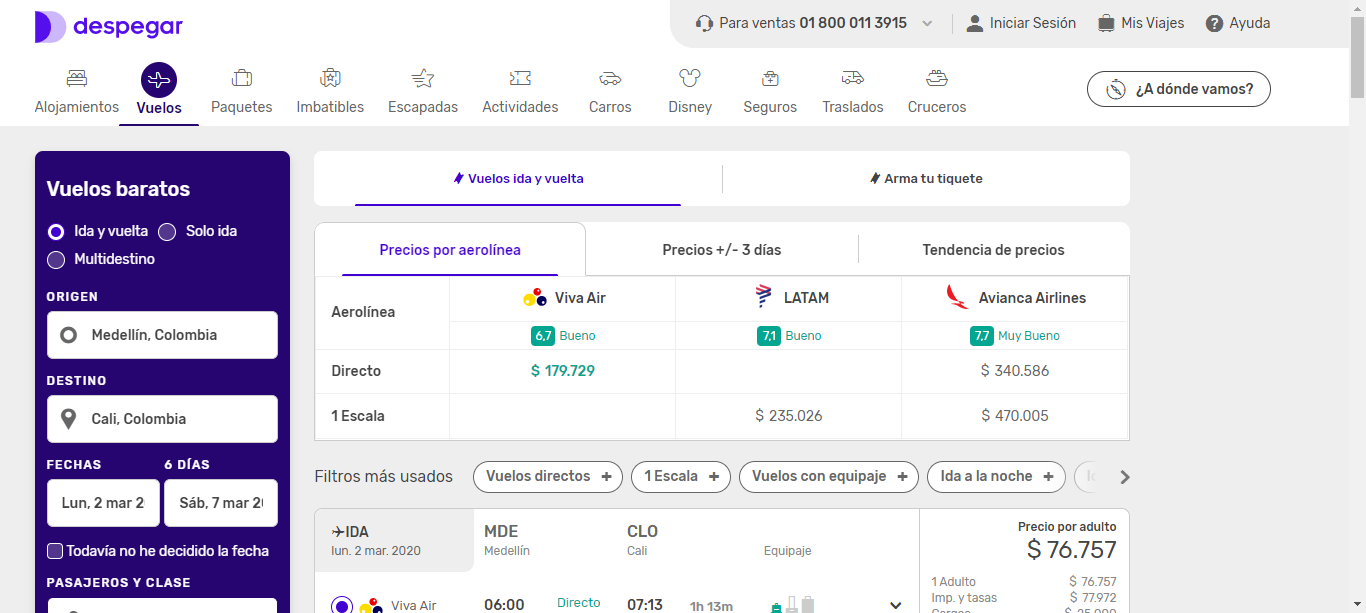 despegar
Para ventas 01 800 011 3915
Iniciar Sesión
Mis Viajes
? Ayuda
Alojamientos
Vuelos
Paquetes
Imbatibles
Escapadas
Actividades
Carros
Disney
Seguros
Traslados
Cruceros
¿A dónde vamos?
Vuelos baratos
Ida y vuelta
Solo ida
Multidestino
ORIGEN
Medellín, Colombia
DESTINO
Cali, Colombia
FECHAS
6 DÍAS
Lun, 2 mar 2
Sáb, 7 mar 2
Todavía no he decidido la fecha
PASAJEROS Y CLASE
Vuelos ida y vuelta
Arma tu tiquete
Precios por aerolínea
Precios +/- 3 días
Tendencia de precios
Aerolínea
Viva Air
LATAM
Avianca Airlines
6,7 Bueno
7,1 Bueno
7,7 Muy Bueno
Directo
$ 179.729
$ 340.586
1 Escala
$ 235.026
$ 470.005
Filtros más usados
Vuelos directos +
1 Escala +
Vuelos con equipaje +
Ida a la noche +
IDA
lun. 2 mar. 2020
MDE
Medellín
CLO
Cali
Equipaje
Viva Air
06:00
Directo
07:13
1h 13m
Precio por adulto
$ 76.757
1 Adulto
$ 76.757
Imp. y tasas
$ 77.972
Cargos
$ 25.000